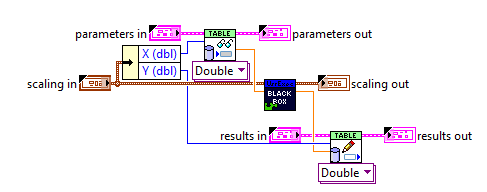 parameters in
TABLE
parameters out
X (dbl)
Y (dbl)
Double
scaling in
BLACK
BOX
scaling out
results in
TABLE
results out
Double